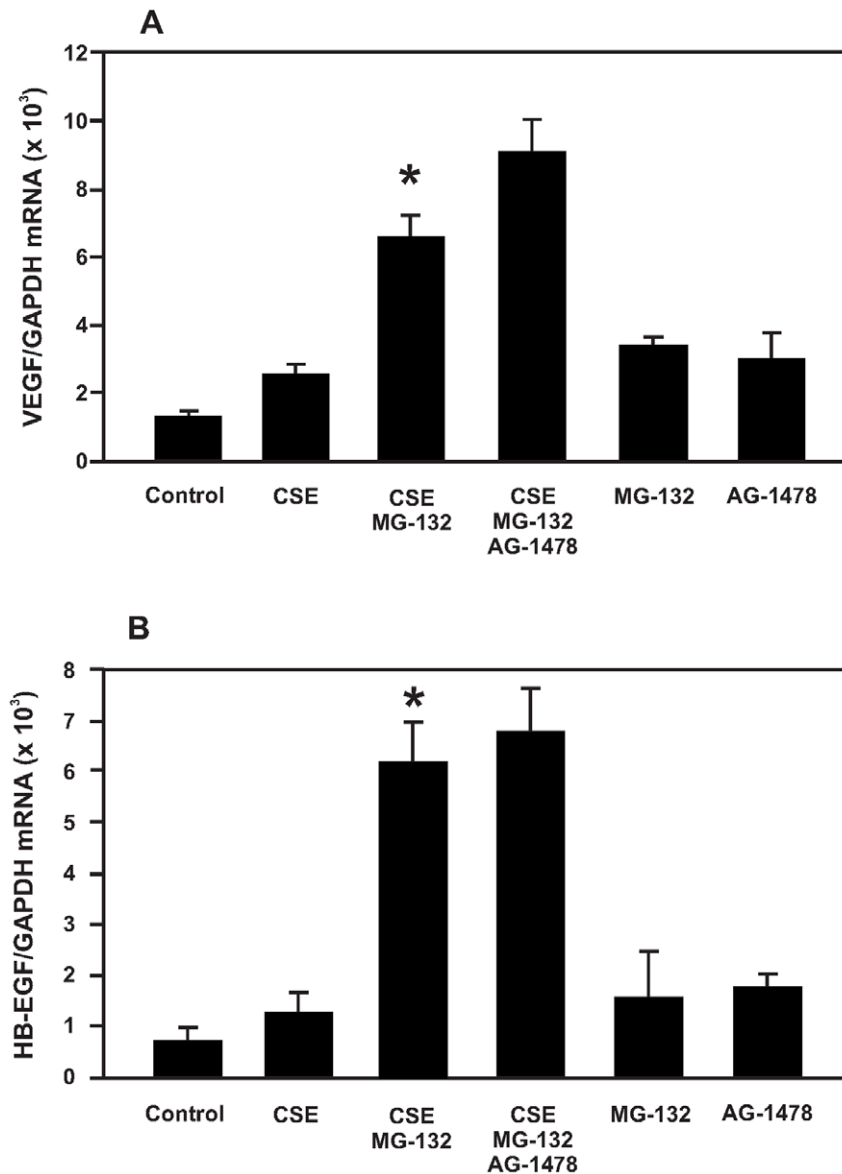 A
VEGF/GAPDH mRNA (x 10³)
12
10
8
6
4
2
0
*
Control
CSE
CSE
MG-132
CSE
MG-132
AG-1478
MG-132
AG-1478
B
HB-EGF/GAPDH mRNA (x 10³)
8
7
6
5
4
3
2
1
0
*
Control
CSE
CSE
MG-132
CSE
MG-132
AG-1478
MG-132
AG-1478